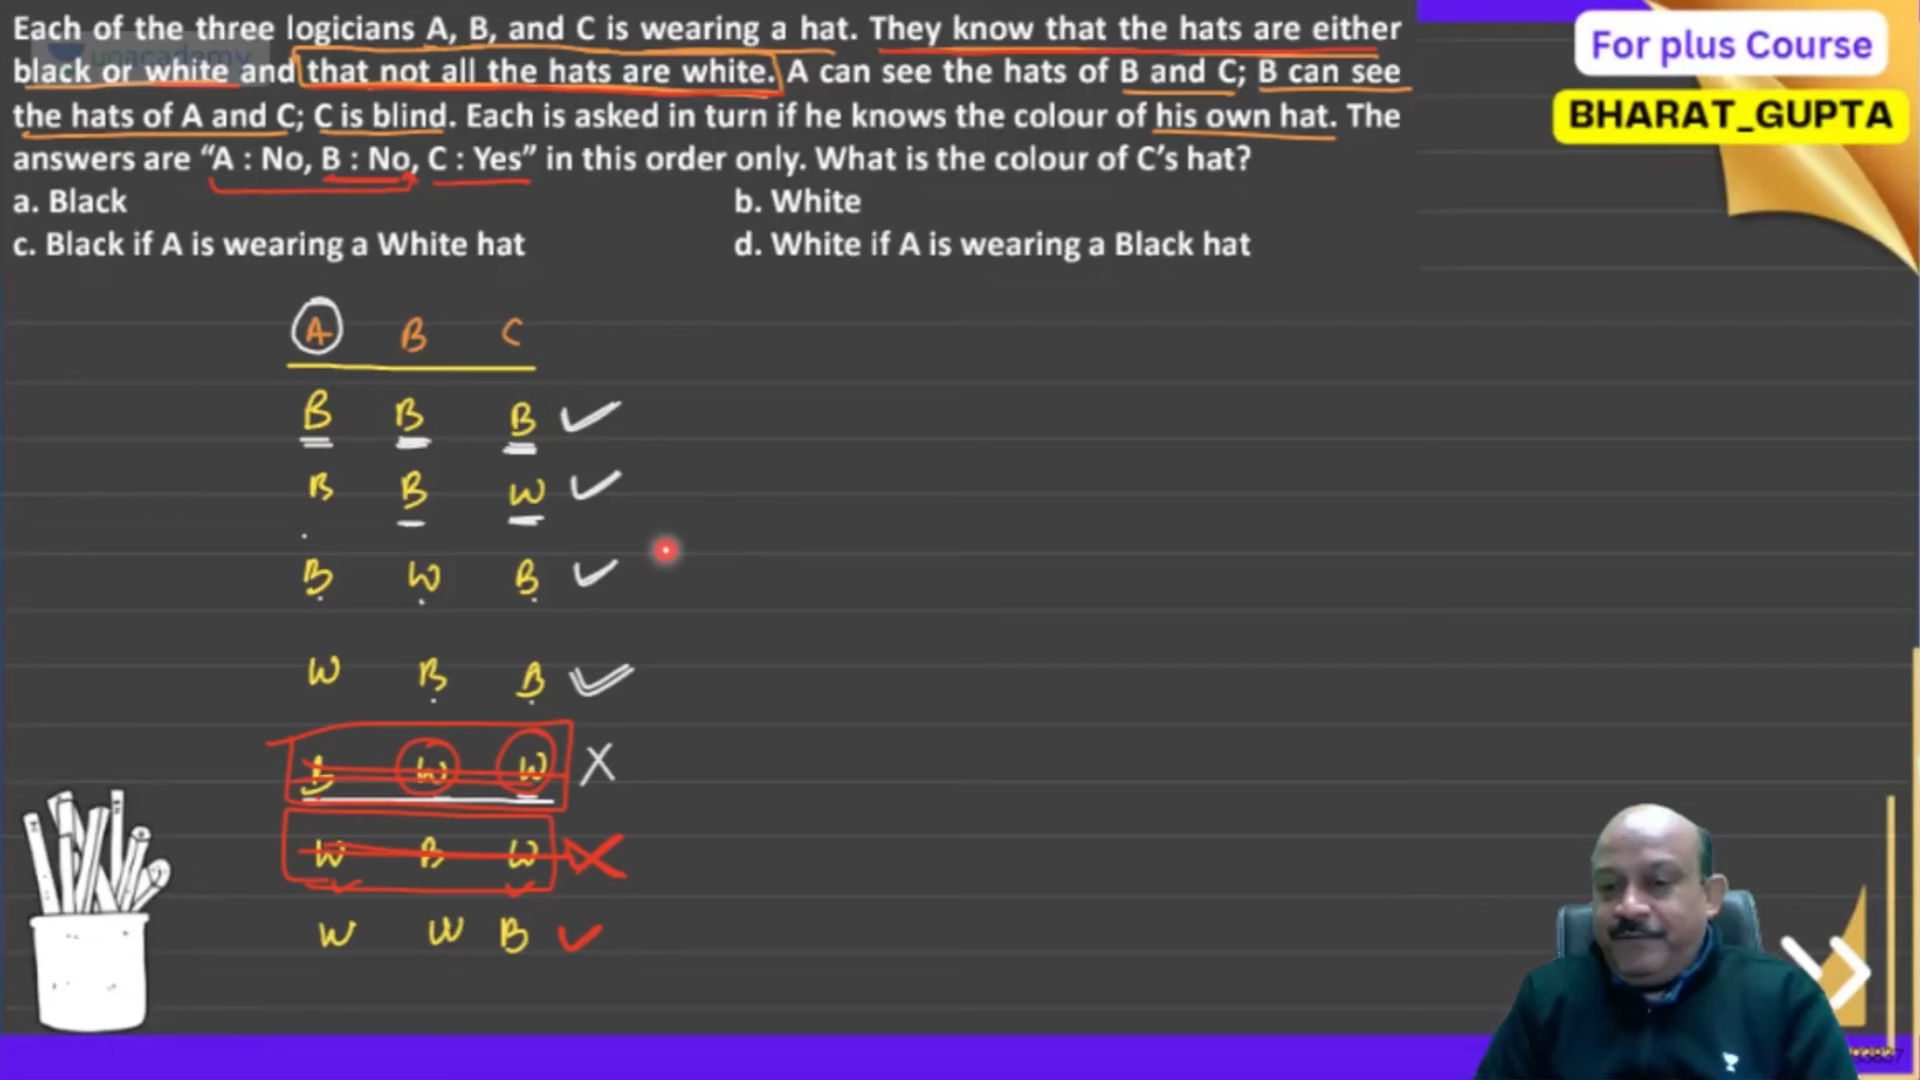 Each of the three logicians A, B, and C is wearing a hat. They know that the hats are either
black or white and that not all the hats are white. A can see the hats of B and C; B can see
the hats of A and C; C is blind. Each is asked in turn if he knows the colour of his own hat. The
answers are “A : No, B : No, C : Yes” in this order only. What is the colour of C’s hat?
a. Black b. White
c. Black if A is wearing a White hat d. White if A is wearing a Black hat
unacademy
For plus Course
BHARAT_GUPTA
A B C
B B B
B B W
B W B
W B B
B W W X
W B W X
W W B